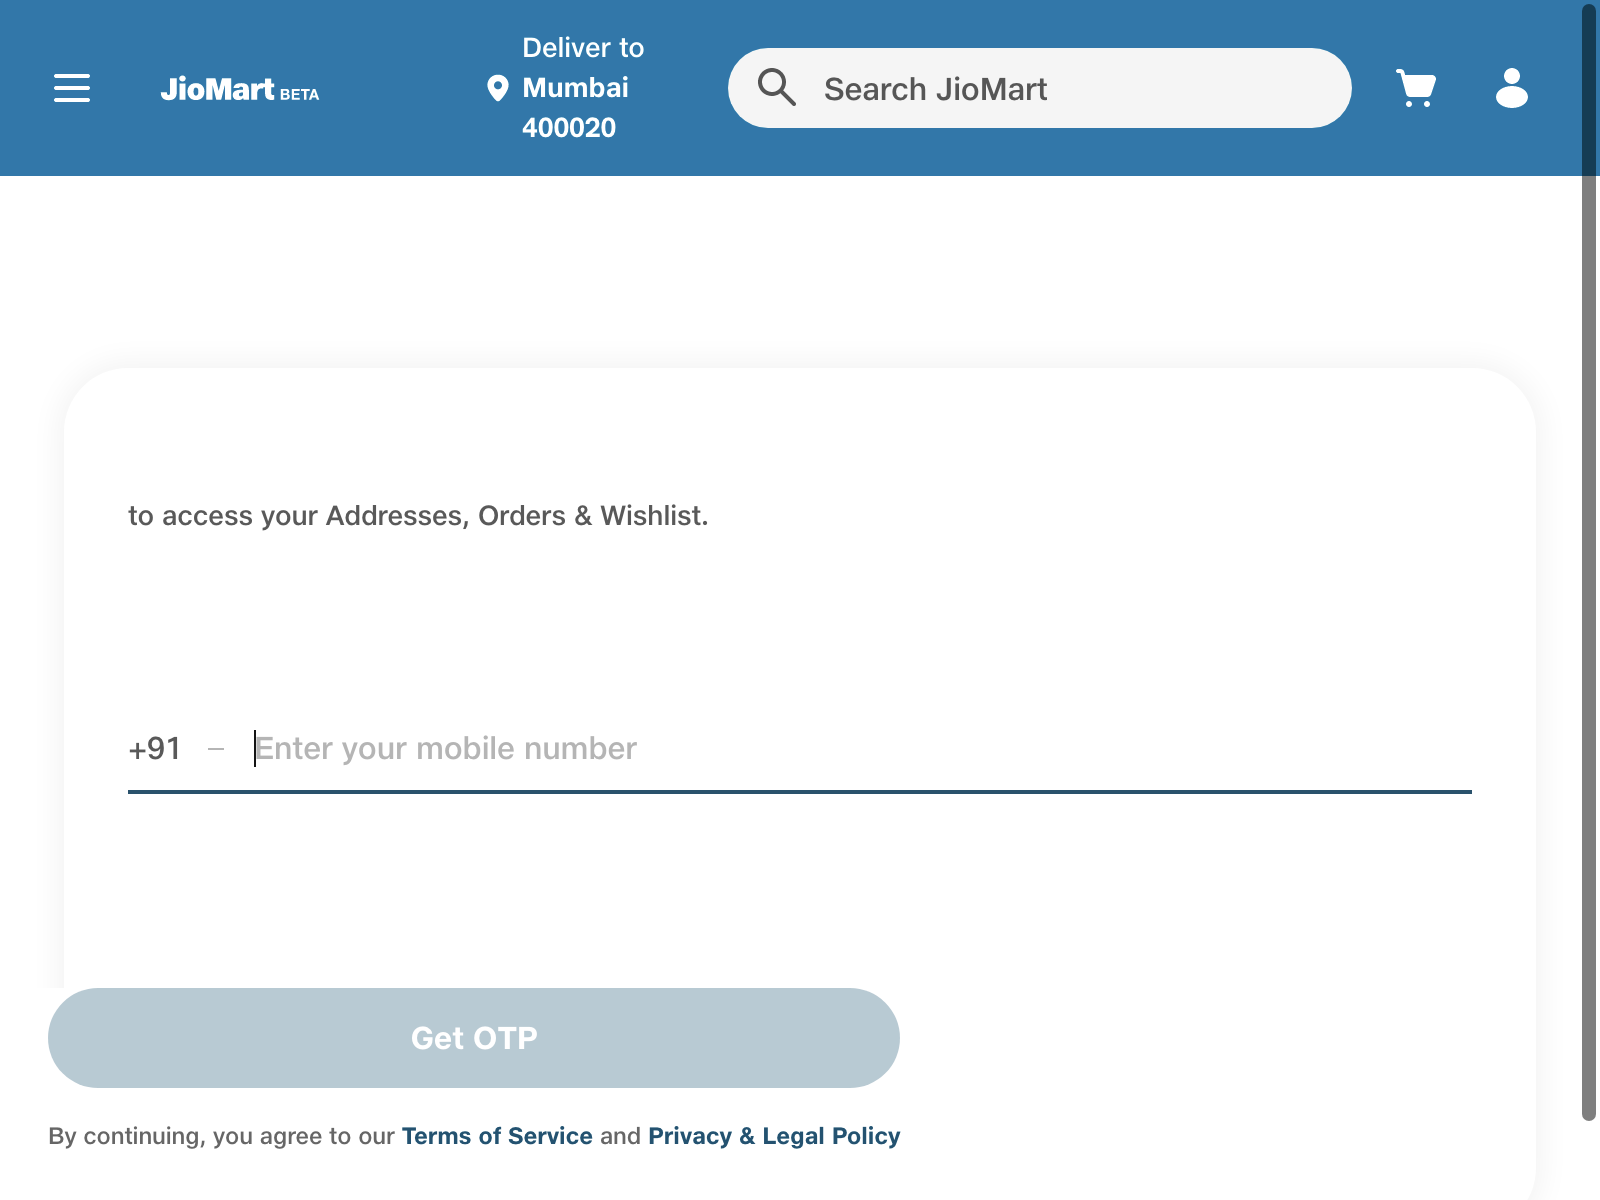 JioMart BETA
Deliver to
Mumbai
400020
Search JioMart
to access your Addresses, Orders & Wishlist.
+91 – Enter your mobile number
Get OTP
By continuing, you agree to our Terms of Service and Privacy & Legal Policy